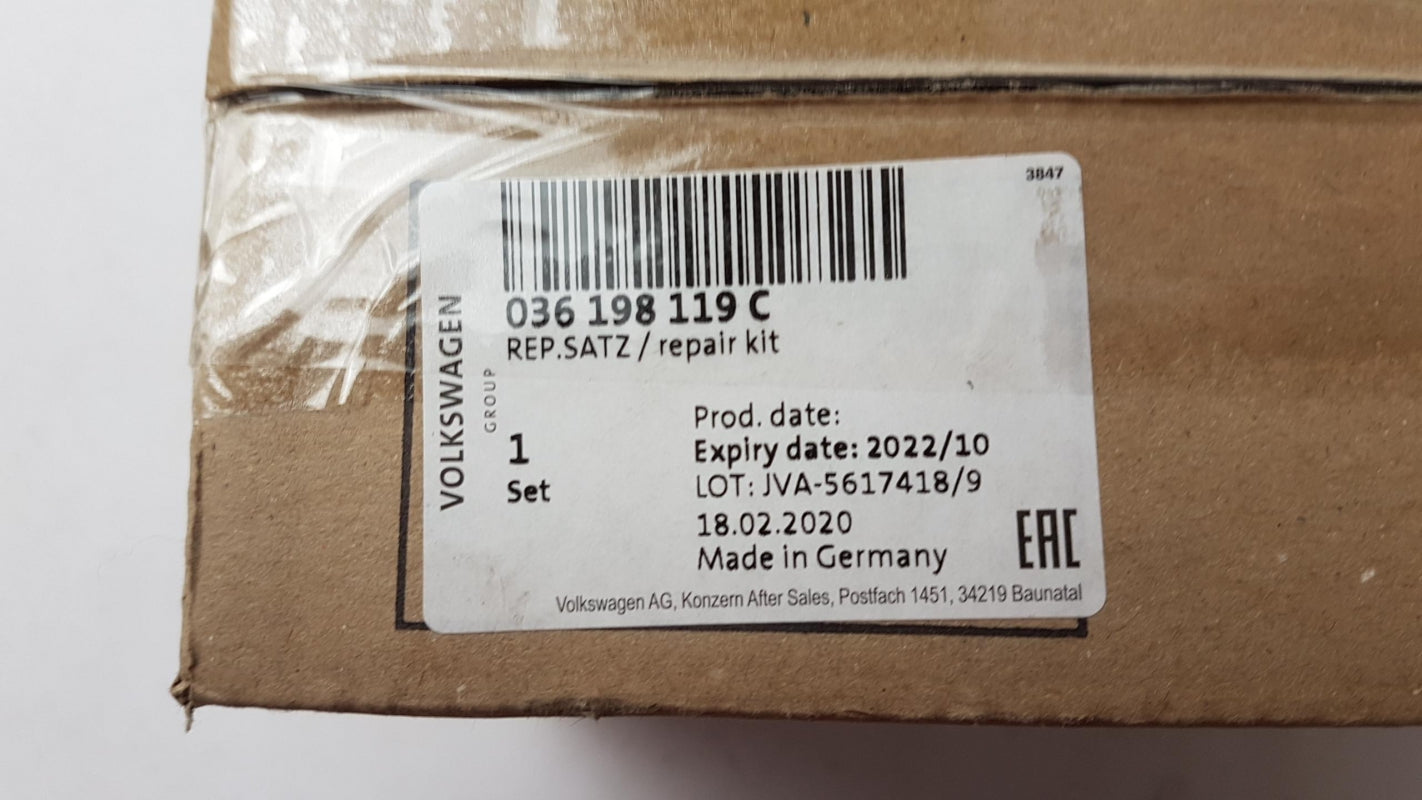 3847
036 198 119 C
REP.SATZ / repair kit
VOLKSWAGEN
GROUP
1
Set
Prod. date:
Expiry date: 2022/10
LOT: JVA-5617418/9
18.02.2020
Made in Germany
EAC
Volkswagen AG, Konzern After Sales, Postfach 1451, 34219 Baunatal